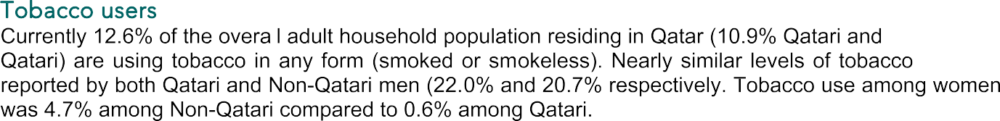 Tobacco users
Currently 12.6% of the overa l adult household population residing in Qatar (10.9% Qatari and
Qatari) are using tobacco in any form (smoked or smokeless). Nearly similar levels of tobacco
reported by both Qatari and Non-Qatari men (22.0% and 20.7% respectively. Tobacco use among women
was 4.7% among Non-Qatari compared to 0.6% among Qatari.